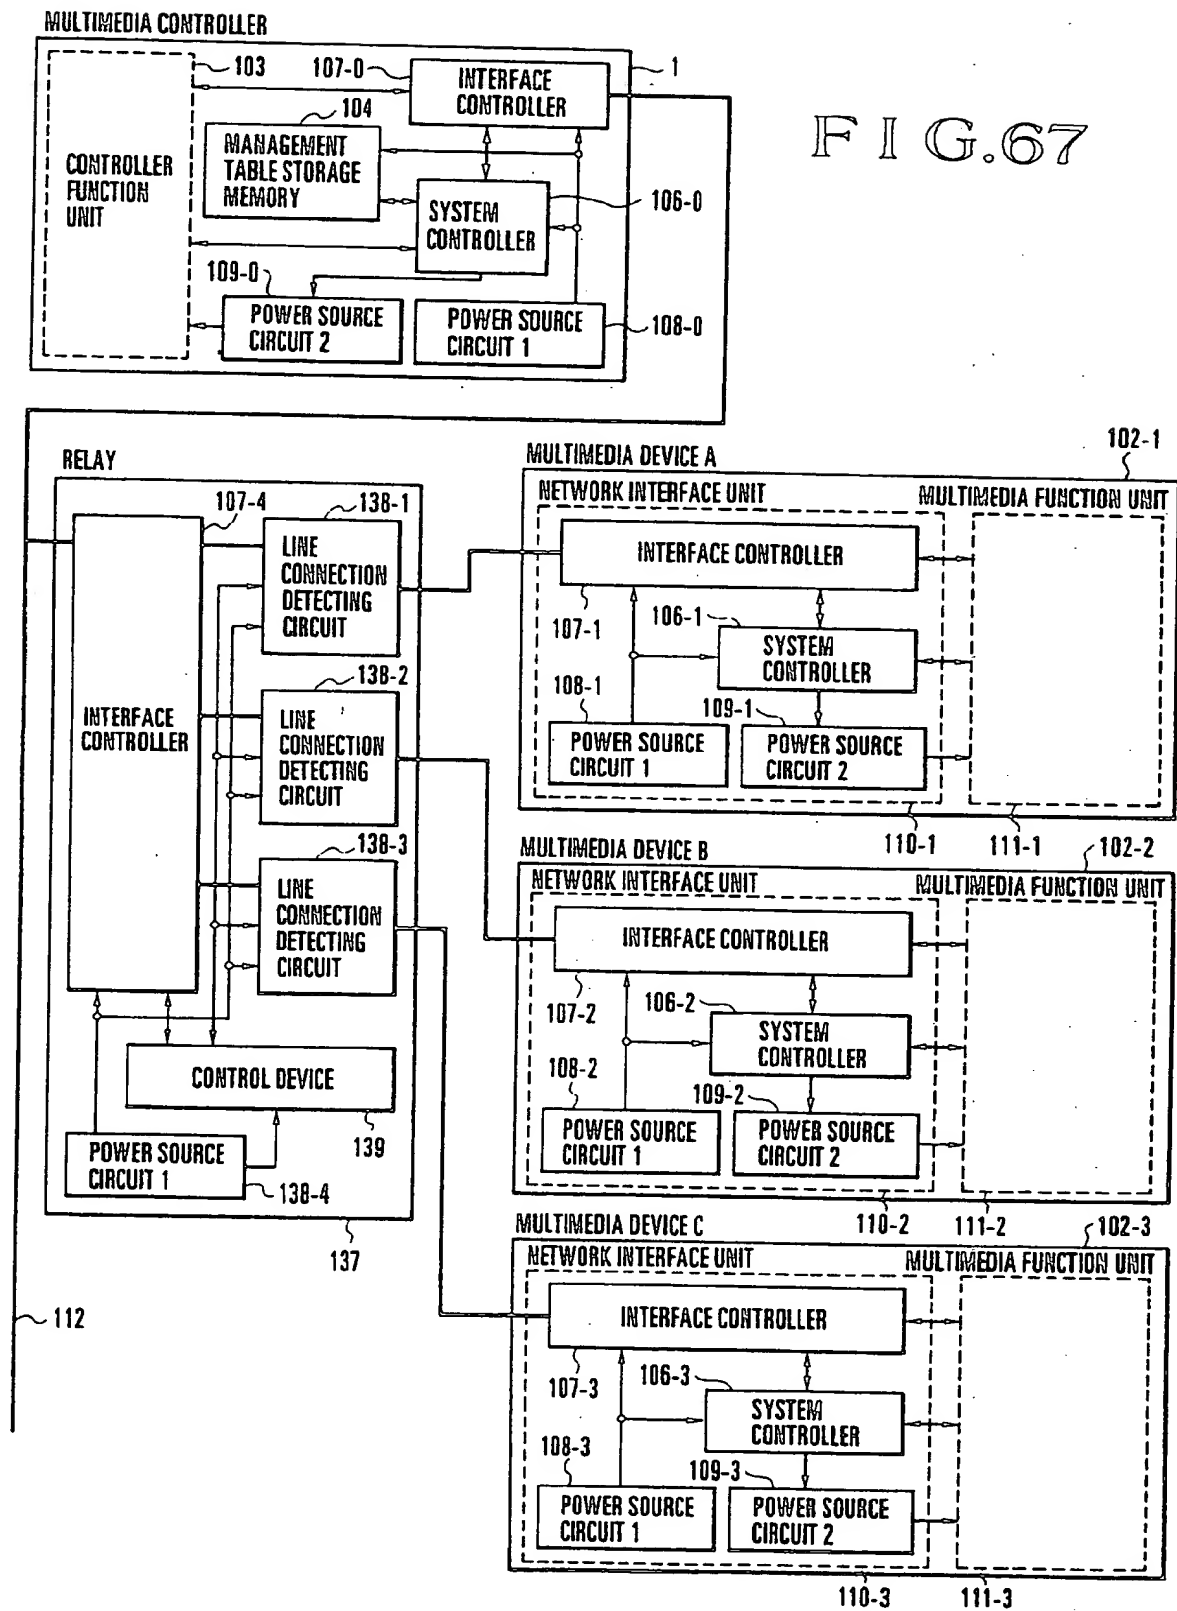 MULTIMEDIA CONTROLLER
103
107-0
INTERFACE
CONTROLLER
1
FIG.67
104
MANAGEMENT
TABLE STORAGE
MEMORY
CONTROLLER
FUNCTION
UNIT
SYSTEM
CONTROLLER
106-0
109-0
POWER SOURCE
CIRCUIT 2
POWER SOURCE
CIRCUIT 1
108-0
RELAY
107-4
138-1
LINE
CONNECTION
DETECTING
CIRCUIT
138-2
LINE
CONNECTION
DETECTING
CIRCUIT
INTERFACE
CONTROLLER
138-3
LINE
CONNECTION
DETECTING
CIRCUIT
CONTROL DEVICE
139
POWER SOURCE
CIRCUIT 1
138-4
137
112
MULTIMEDIA DEVICE A
102-1
NETWORK INTERFACE UNIT
MULTIMEDIA FUNCTION UNIT
INTERFACE CONTROLLER
107-1
106-1
SYSTEM
CONTROLLER
108-1
109-1
POWER SOURCE
CIRCUIT 1
POWER SOURCE
CIRCUIT 2
110-1
111-1
MULTIMEDIA DEVICE B
102-2
NETWORK INTERFACE UNIT
MULTIMEDIA FUNCTION UNIT
INTERFACE CONTROLLER
107-2
106-2
SYSTEM
CONTROLLER
108-2
109-2
POWER SOURCE
CIRCUIT 1
POWER SOURCE
CIRCUIT 2
110-2
111-2
MULTIMEDIA DEVICE C
102-3
NETWORK INTERFACE UNIT
MULTIMEDIA FUNCTION UNIT
INTERFACE CONTROLLER
107-3
106-3
SYSTEM
CONTROLLER
108-3
109-3
POWER SOURCE
CIRCUIT 1
POWER SOURCE
CIRCUIT 2
110-3
111-3